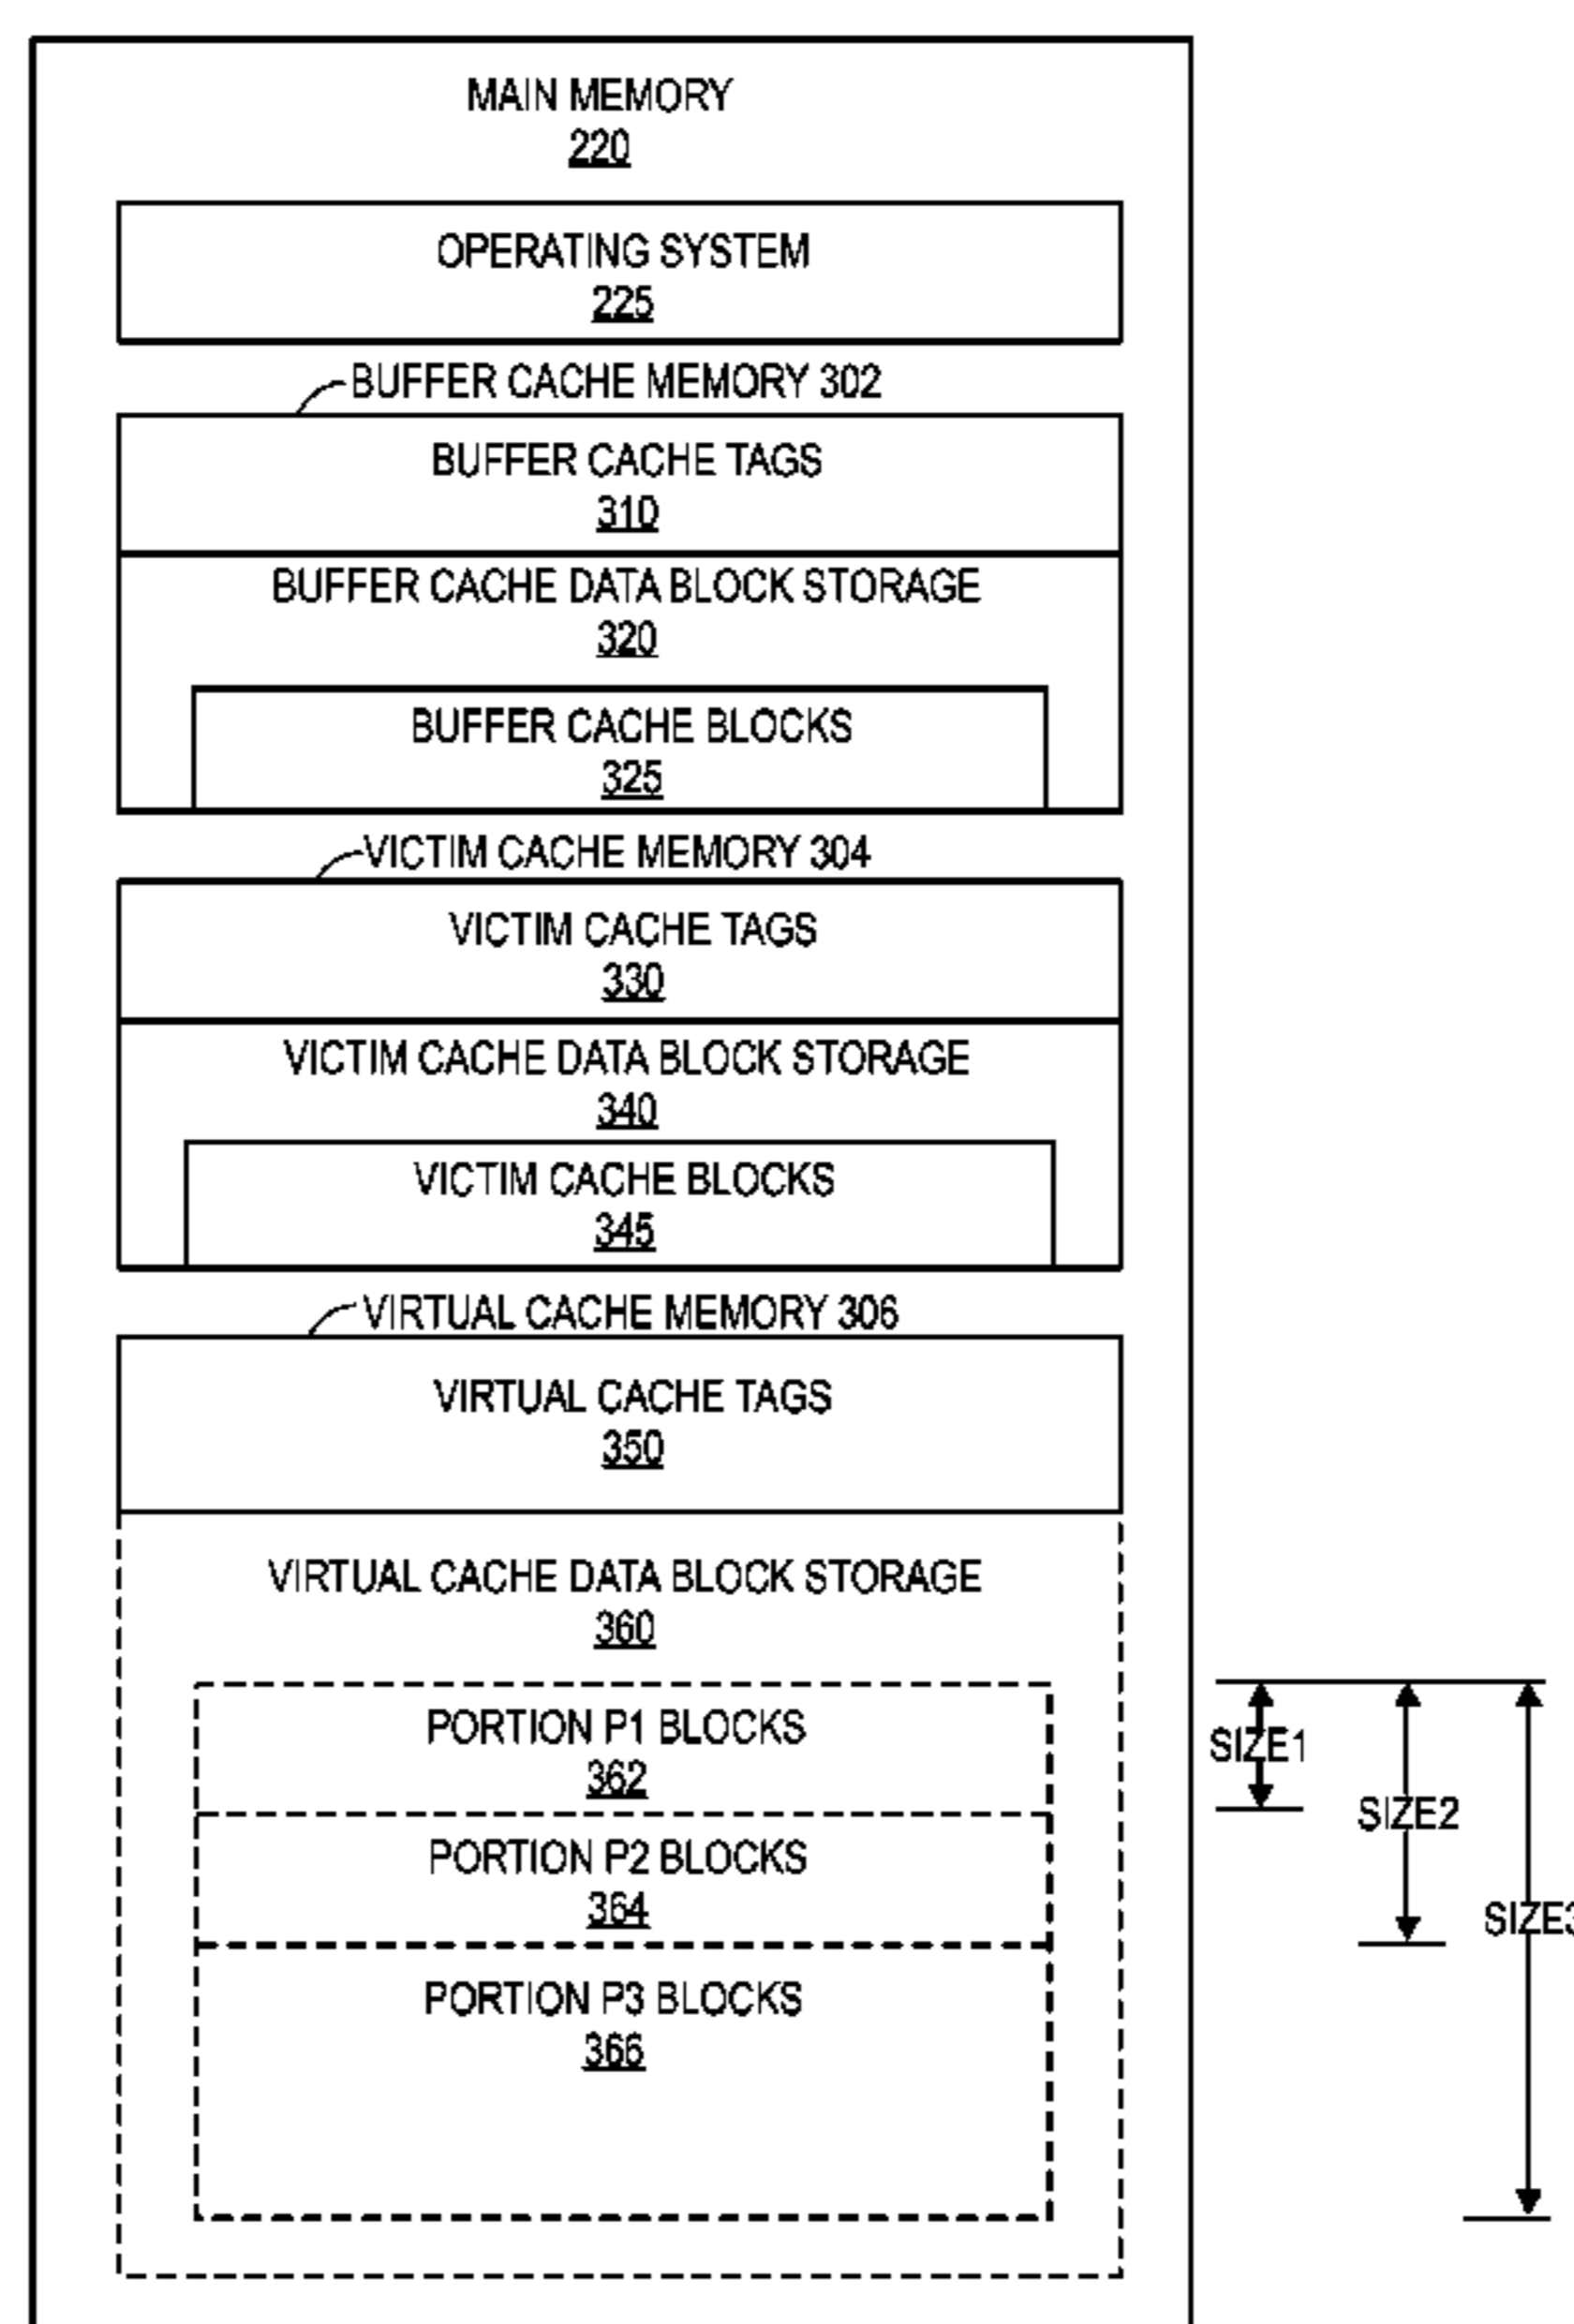 MAIN MEMORY
220
OPERATING SYSTEM
225
BUFFER CACHE MEMORY 302
BUFFER CACHE TAGS
310
BUFFER CACHE DATA BLOCK STORAGE
320
BUFFER CACHE BLOCKS
325
VICTIM CACHE MEMORY 304
VICTIM CACHE TAGS
330
VICTIM CACHE DATA BLOCK STORAGE
340
VICTIM CACHE BLOCKS
345
VIRTUAL CACHE MEMORY 306
VIRTUAL CACHE TAGS
350
VIRTUAL CACHE DATA BLOCK STORAGE
360
PORTION P1 BLOCKS
362
SIZE1
PORTION P2 BLOCKS
364
SIZE2
PORTION P3 BLOCKS
366
SIZE3